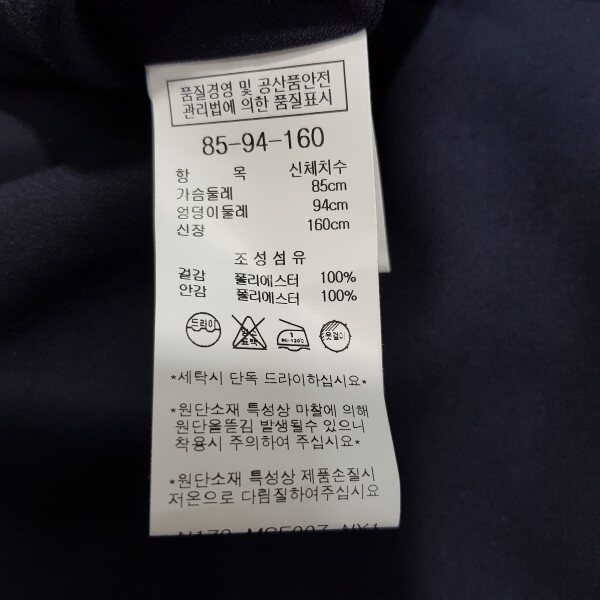 품질경영 및 공산품안전
관리법에 의한 품질표시
85-94-160
항 목 신체치수
가슴둘레 85cm
엉덩이둘레 94cm
신장 160cm
조성섬유
겉감 폴리에스터 100%
안감 폴리에스터 100%
드라이
옷걸이
*세탁시 단독 드라이하십시요*
*원단소재 특성상 마찰에 의해
원단올뜯김 발생될수 있으니
착용시 주의하여 주십시요*
*원단소재 특성상 제품손질시
저온으로 다림질하여주십시요